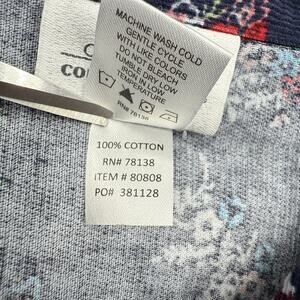 MACHINE WASH COLD
GENTLE CYCLE
WITH LIKE COLORS
DO NOT BLEACH
TUMBLE DRY LOW
IRON IN LOW
TEMPERATURE
RN# 78138
100% COTTON
RN# 78138
ITEM # 80808
PO# 381128